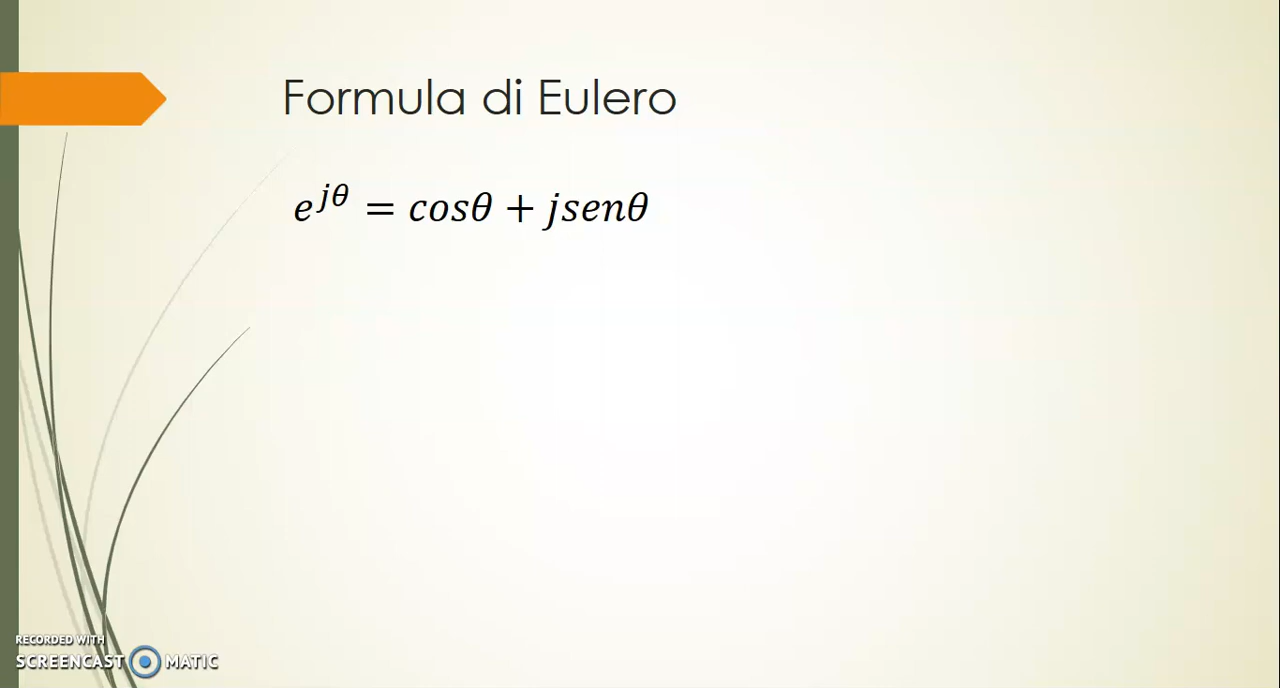 Formula di Eulero
e^{jθ} = cosθ + jsenθ
RECORDED WITH
SCREENCAST MATIC